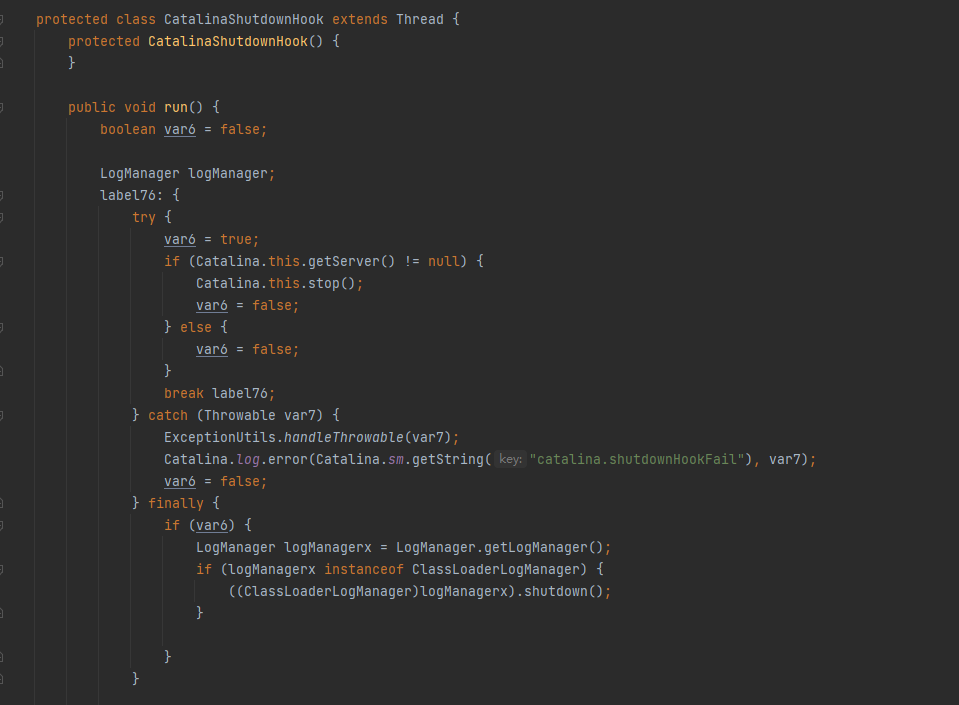 protected class CatalinaShutdownHook extends Thread {
protected CatalinaShutdownHook() {
}
public void run() {
boolean var6 = false;
LogManager logManager;
label76: {
try {
var6 = true;
if (Catalina.this.getServer() != null) {
Catalina.this.stop();
var6 = false;
} else {
var6 = false;
}
break label76;
} catch (Throwable var7) {
ExceptionUtils.handleThrowable(var7);
Catalina.log.error(Catalina.sm.getString( key: "catalina.shutdownHookFail"), var7);
var6 = false;
} finally {
if (var6) {
LogManager logManagerx = LogManager.getLogManager();
if (logManagerx instanceof ClassLoaderLogManager) {
((ClassLoaderLogManager)logManagerx).shutdown();
}
}
}